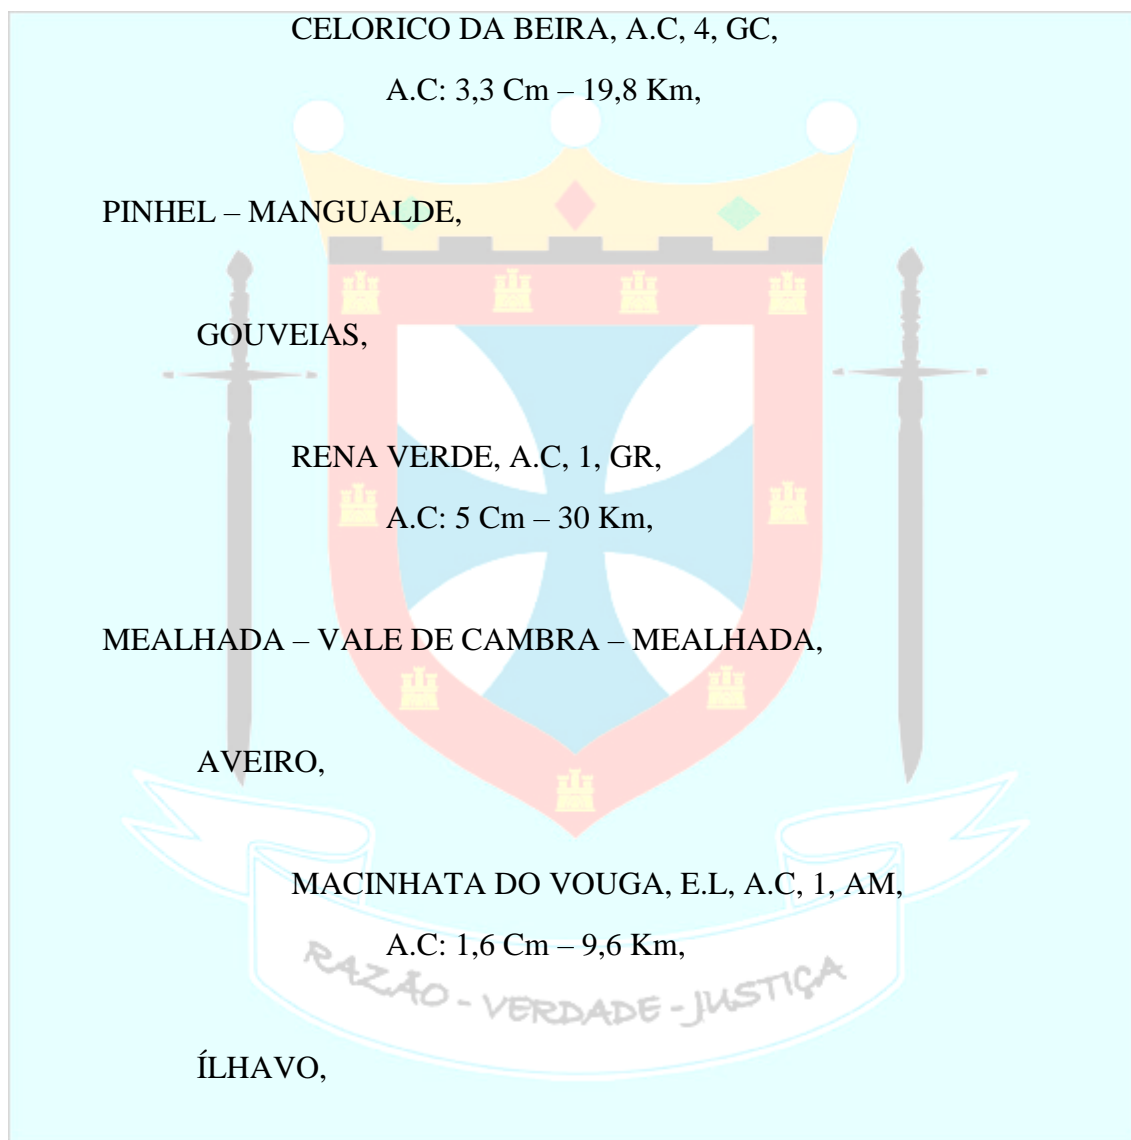 CELORICO DA BEIRA, A.C, 4, GC,
A.C: 3,3 Cm – 19,8 Km,
PINHEL – MANGUALDE,
GOUVEIAS,
RENA VERDE, A.C, 1, GR,
A.C: 5 Cm – 30 Km,
MEALHADA – VALE DE CAMBRA – MEALHADA,
AVEIRO,
MACINHATA DO VOUGA, E.L, A.C, 1, AM,
A.C: 1,6 Cm – 9,6 Km,
RAZÃO - VERDADE - JUSTIÇA
ÍLHAVO,